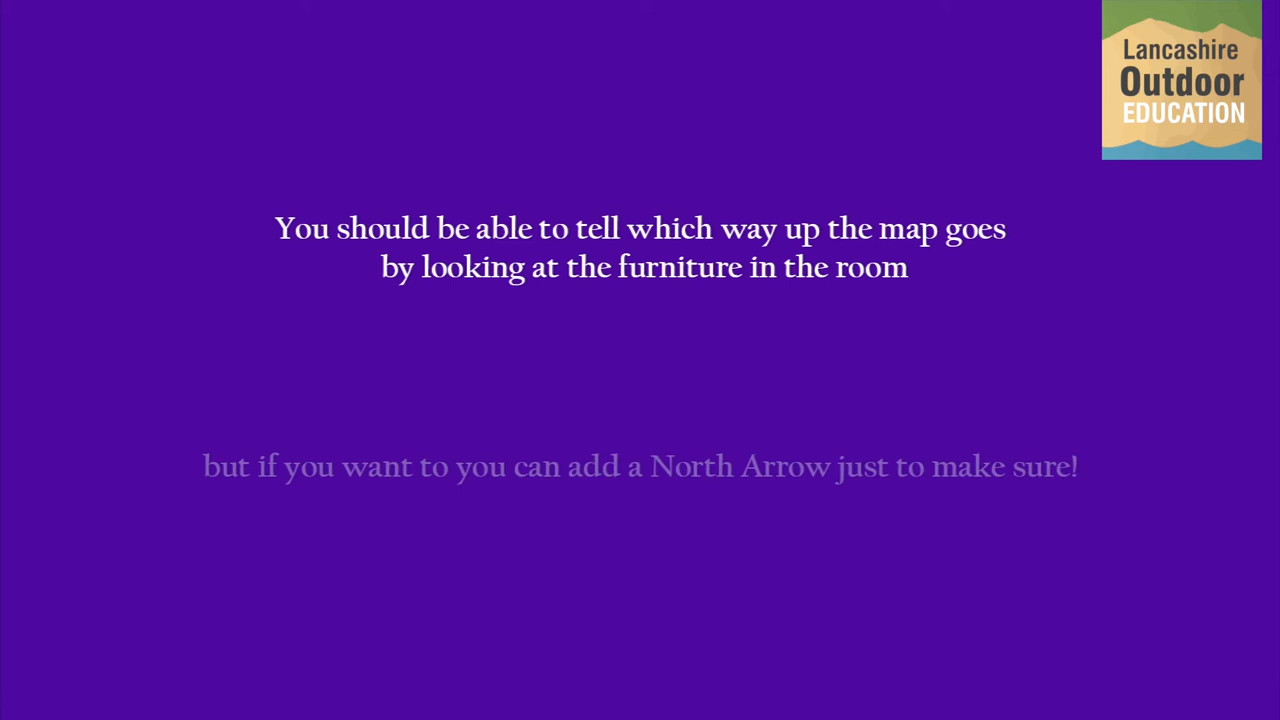 Lancashire
Outdoor
EDUCATION
You should be able to tell which way up the map goes
by looking at the furniture in the room
but if you want to you can add a North Arrow just to make sure!